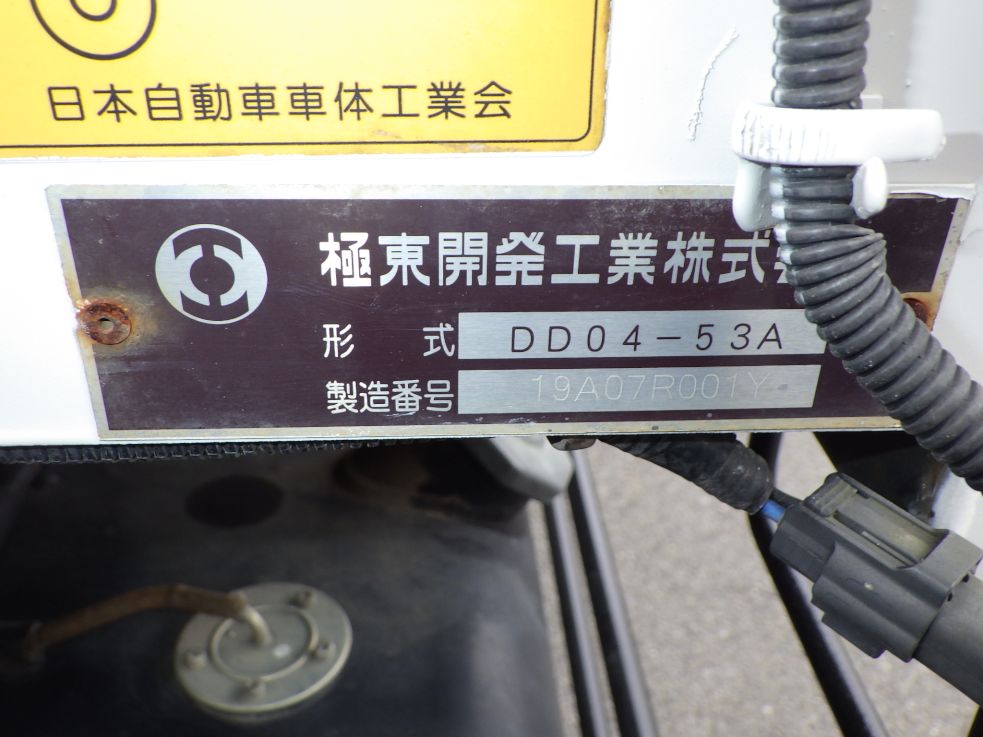 日本自動車車体工業会
極東開発工業株式
形 式 DD04-53A
製造番号 19A07R001Y